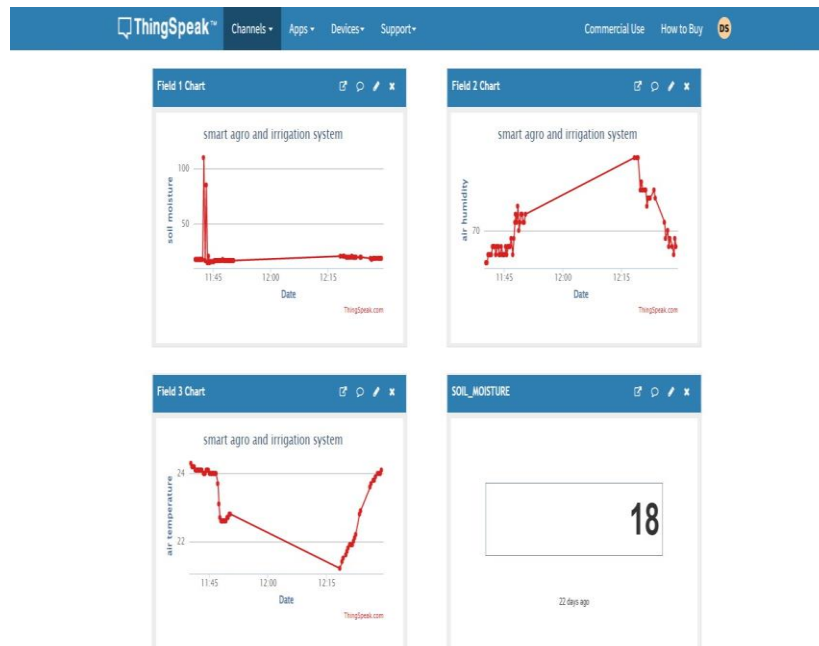 ThingSpeak™ Channels Apps Devices Support Commercial Use How to Buy DS
Field 1 Chart
smart agro and irrigation system
100
50
soil moisture
11:45 12:00 12:15
Date
ThingSpeak.com
Field 2 Chart
smart agro and irrigation system
70
air humidity
11:45 12:00 12:15
Date
ThingSpeak.com
Field 3 Chart
smart agro and irrigation system
24
22
air temperature
11:45 12:00 12:15
Date
ThingSpeak.com
SOIL_MOISTURE
18
22 days ago